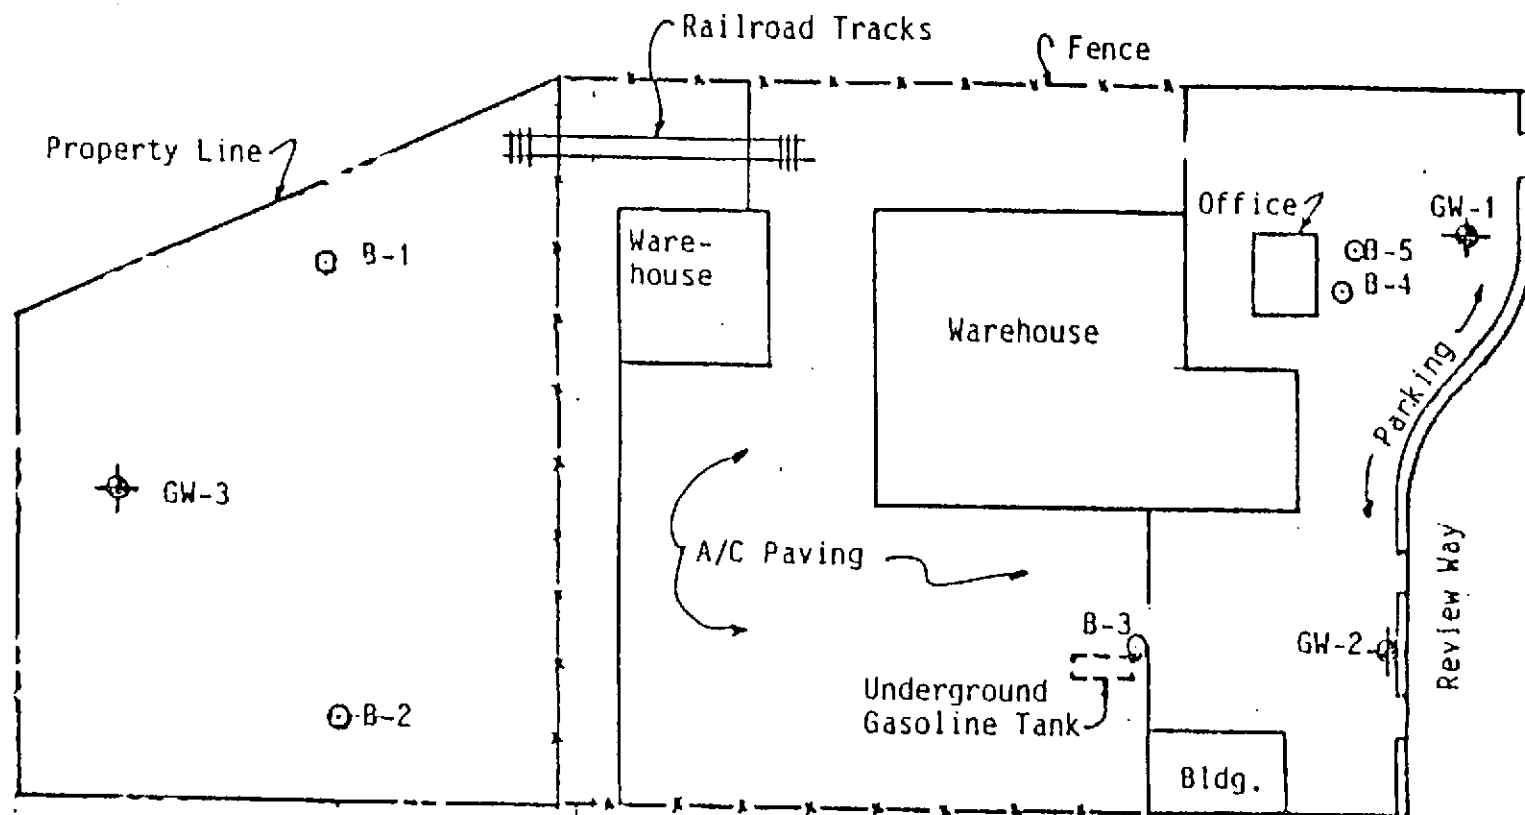 Railroad Tracks
Fence
Property Line
Office
GW-1
B-1
Ware-
house
B-5
B-4
Warehouse
Parking
GW-3
A/C Paving
Review Way
B-3
GW-2
Underground
Gasoline Tank
B-2
Bldg.